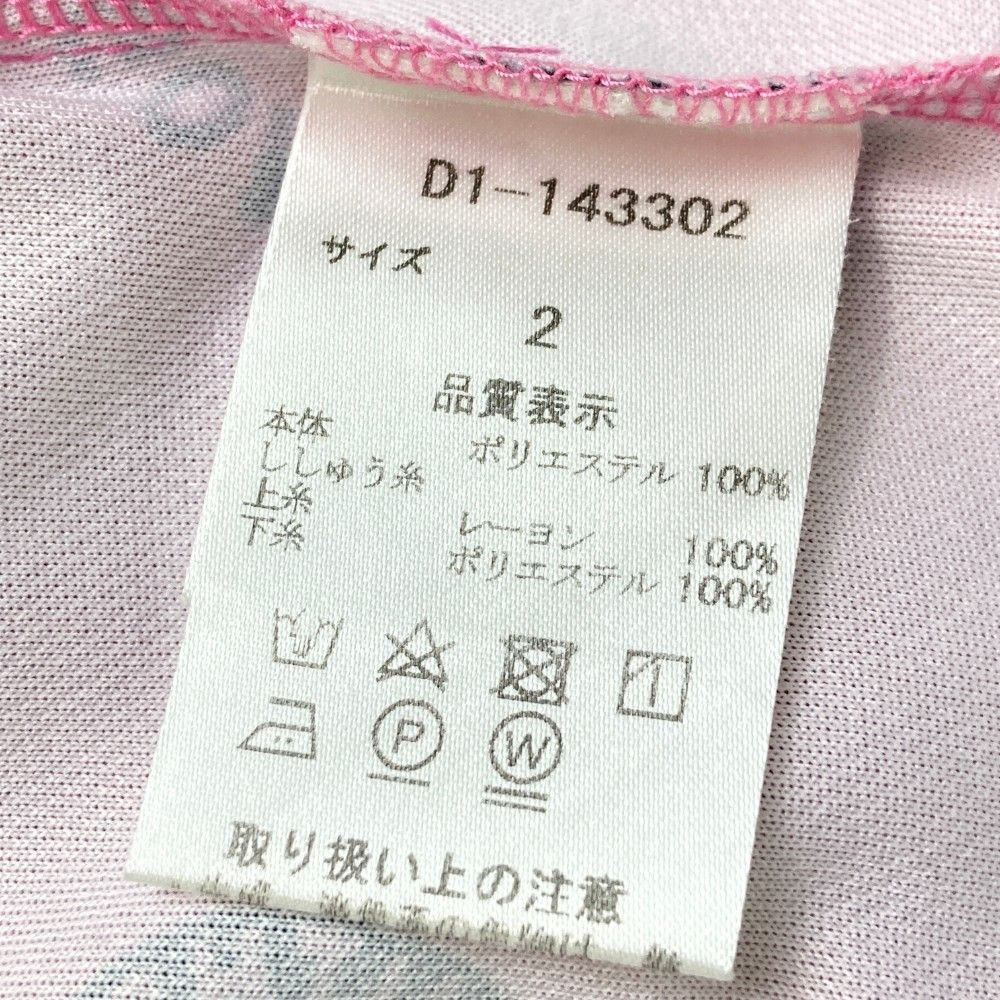 D1-143302
サイズ
2
品質表示
本体 ポリエステル 100%
ししゅう糸
上糸 レーヨン 100%
下糸 ポリエステル 100%
P W
取り扱い上の注意